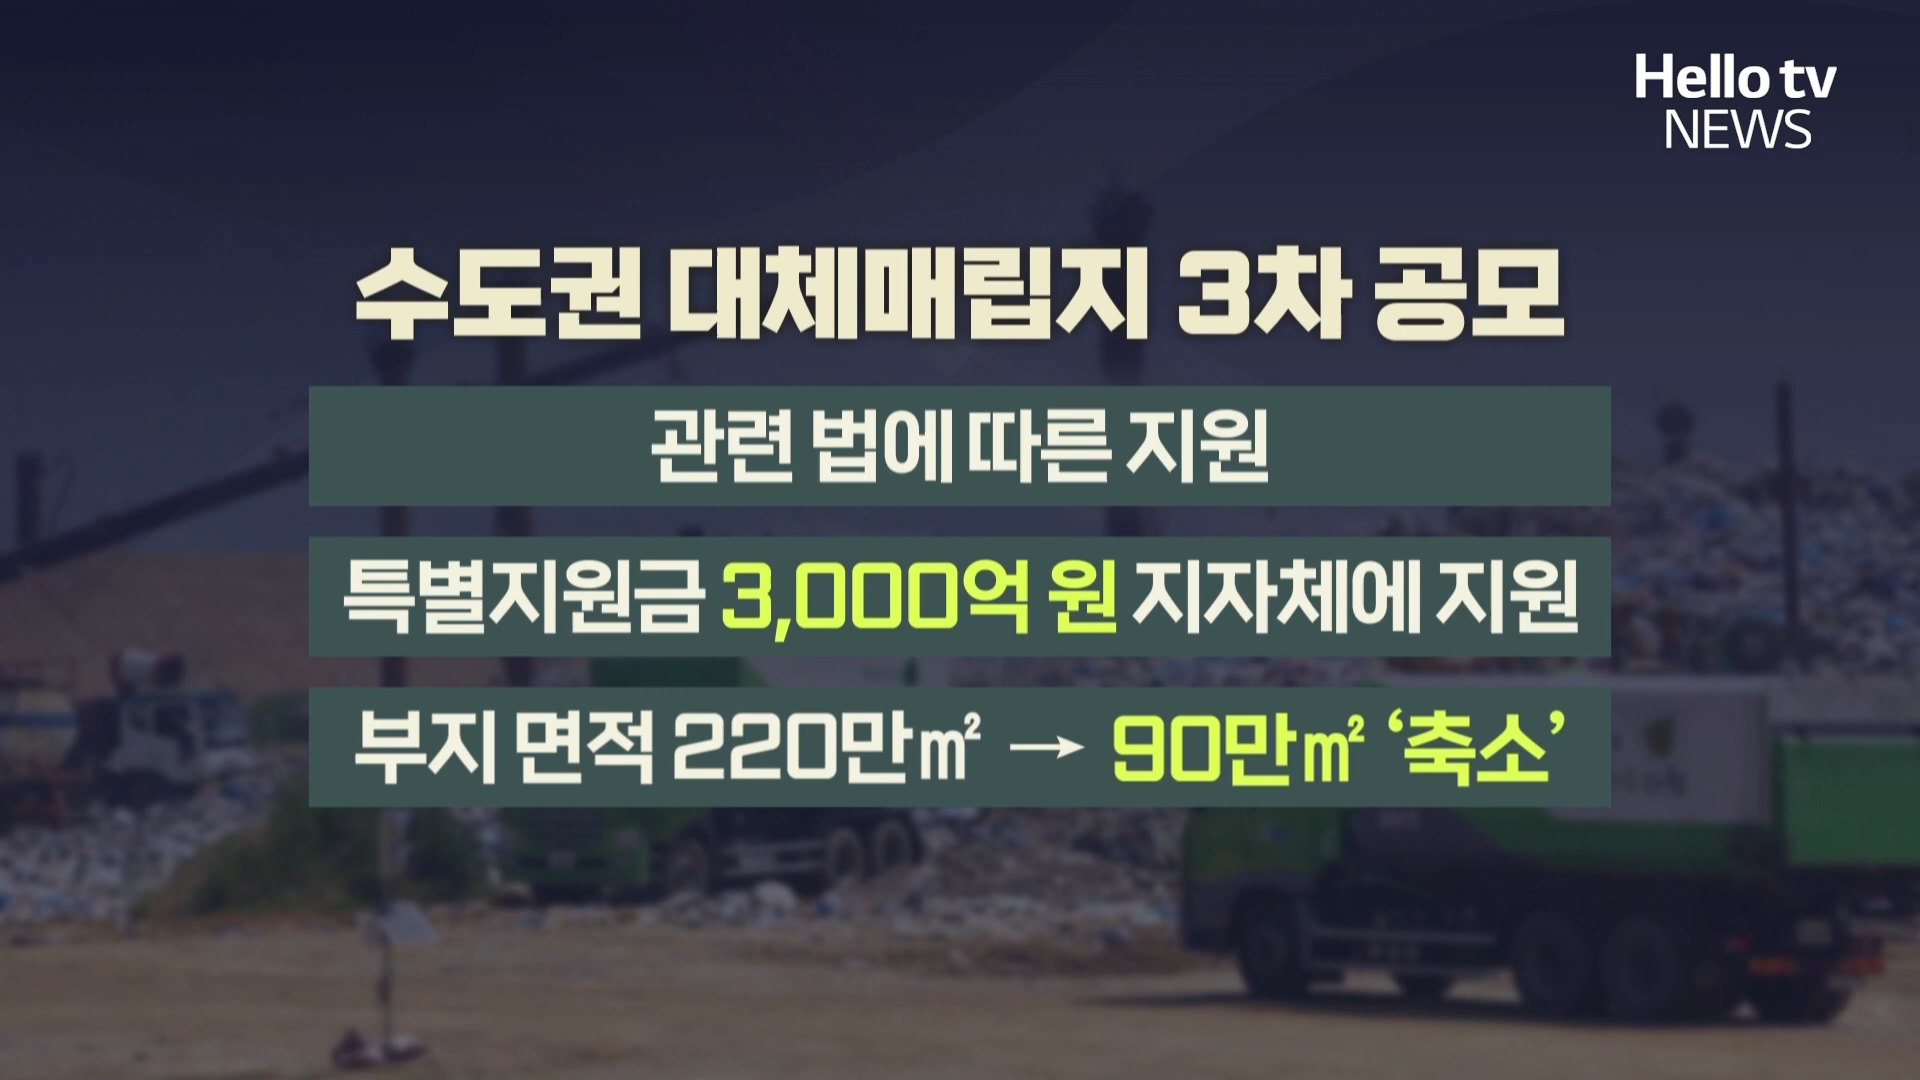 Hello tv
NEWS
수도권 대체매립지 3차 공모
관련 법에 따른 지원
특별지원금 3,000억 원 지자체에 지원
부지 면적 220만㎡ → 90만㎡ ‘축소’